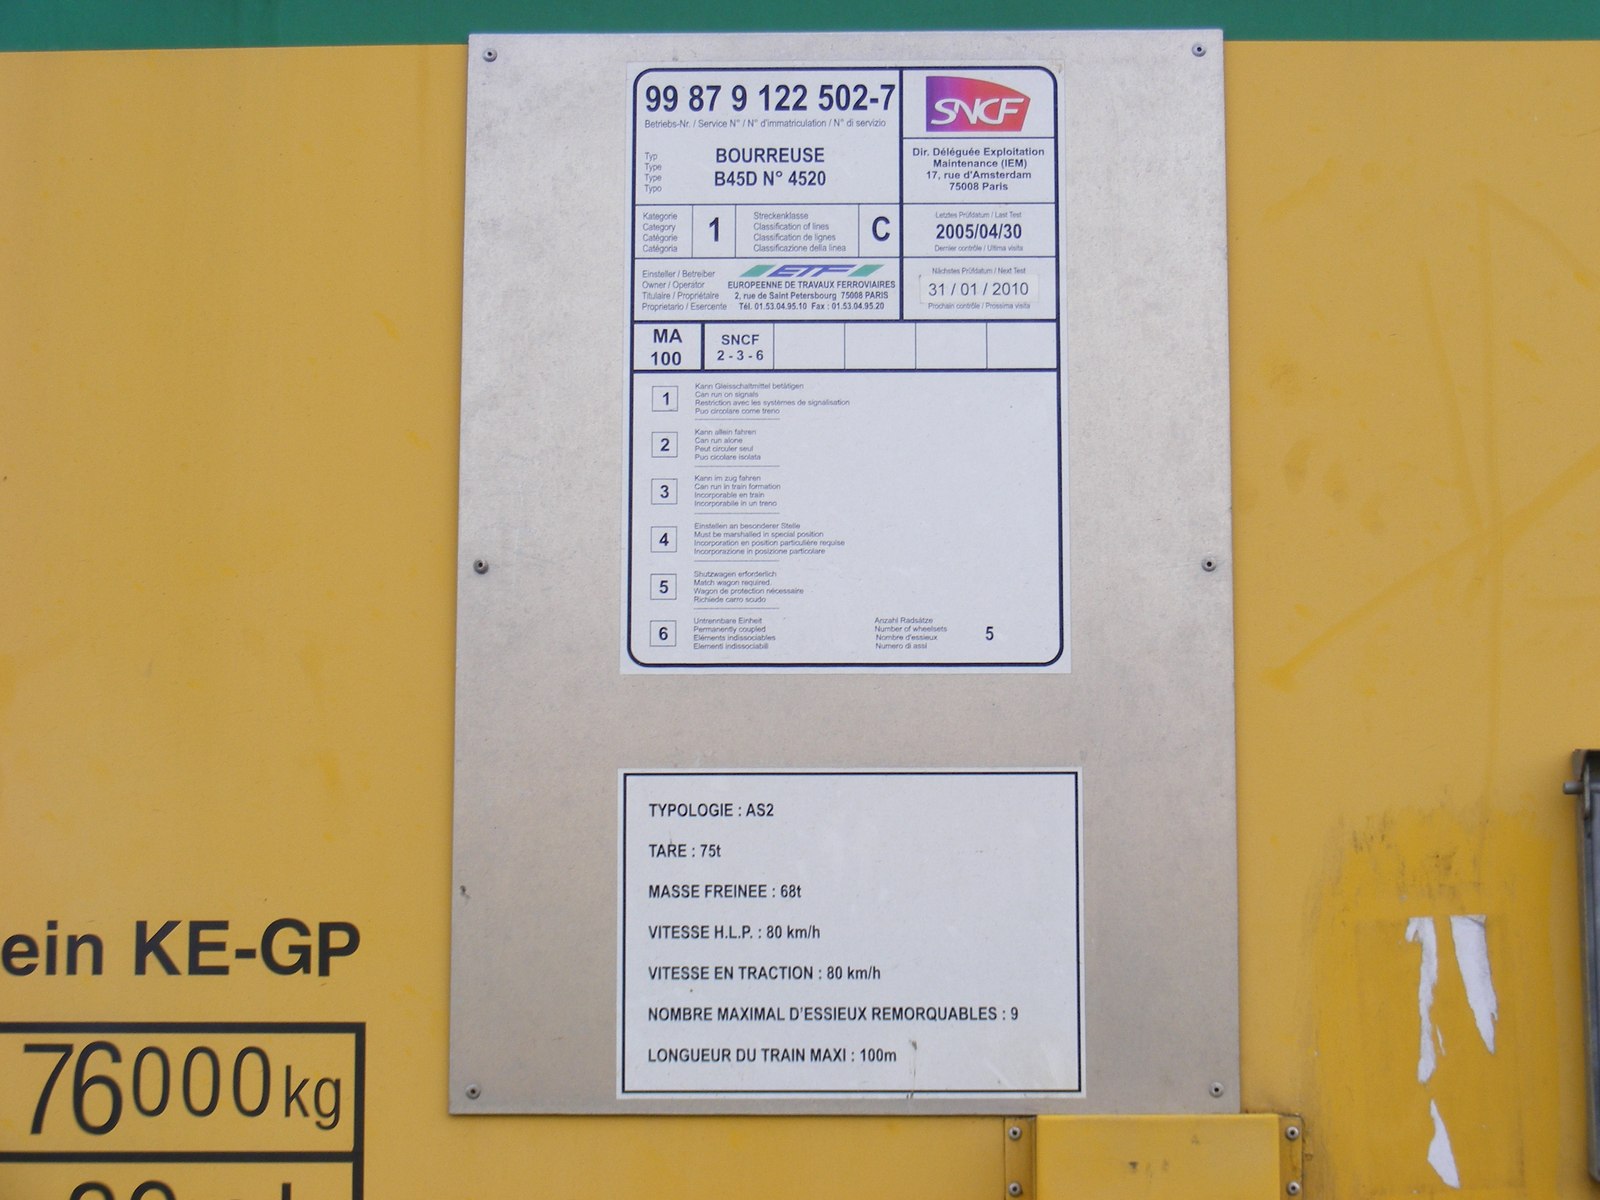 99 87 9 122 502-7
Betriebs-Nr. / Service N° / N° d'immatriculation / N° di servizio
Typ
Type
Type
Typo
BOURREUSE
B45D N° 4520
SNCF
Dir. Déléguée Exploitation
Maintenance (IEM)
17, rue d'Amsterdam
75008 Paris
Kategorie
Category
Catégorie
Catégoria
1
Streckenklasse
Classification of lines
Classification de lignes
Classificazione della linea
C
Letztes Prüfdatum / Last Test
2005/04/30
Dernier contrôle / Ultima visita
Einsteller / Betreiber
Owner / Operator
Titulaire / Propriétaire
Proprietario / Esercente
ETF
EUROPEENNE DE TRAVAUX FERROVIAIRES
2, rue de Saint Petersbourg 75008 PARIS
Tél. 01.53.04.95.10 Fax : 01.53.04.95.20
Nächstes Prüfdatum / Next Test
31 / 01 / 2010
Prochain contrôle / Prossima visita
MA
100
SNCF
2 - 3 - 6
1
Kann Gleisschaltmittel betätigen
Can run on signals
Restriction avec les systèmes de signalisation
Puo circolare come treno
2
Kann allein fahren
Can run alone
Peut circuler seul
Puo cicolare isolata
3
Kann im zug fahren
Can run in train formation
Incorporable en train
Incorporabile in un treno
4
Einstellen an besonderer Stelle
Must be marshalled in special position
Incorporation en position particulière requise
Incorporazione in posizione particolare
5
Shutzwagen erforderlich
Match wagon required
Wagon de protection nécessaire
Richiede carro scudo
6
Untrennbare Einheit
Permanently coupled
Eléments indissociables
Elementi indissociabili
Anzahl Radsätze
Number of wheelsets
Nombre d'essieux
Numero di assi
5
TYPOLOGIE : AS2
TARE : 75t
MASSE FREINEE : 68t
VITESSE H.L.P. : 80 km/h
VITESSE EN TRACTION : 80 km/h
NOMBRE MAXIMAL D'ESSIEUX REMORQUABLES : 9
LONGUEUR DU TRAIN MAXI : 100m
ein KE-GP
76000 kg